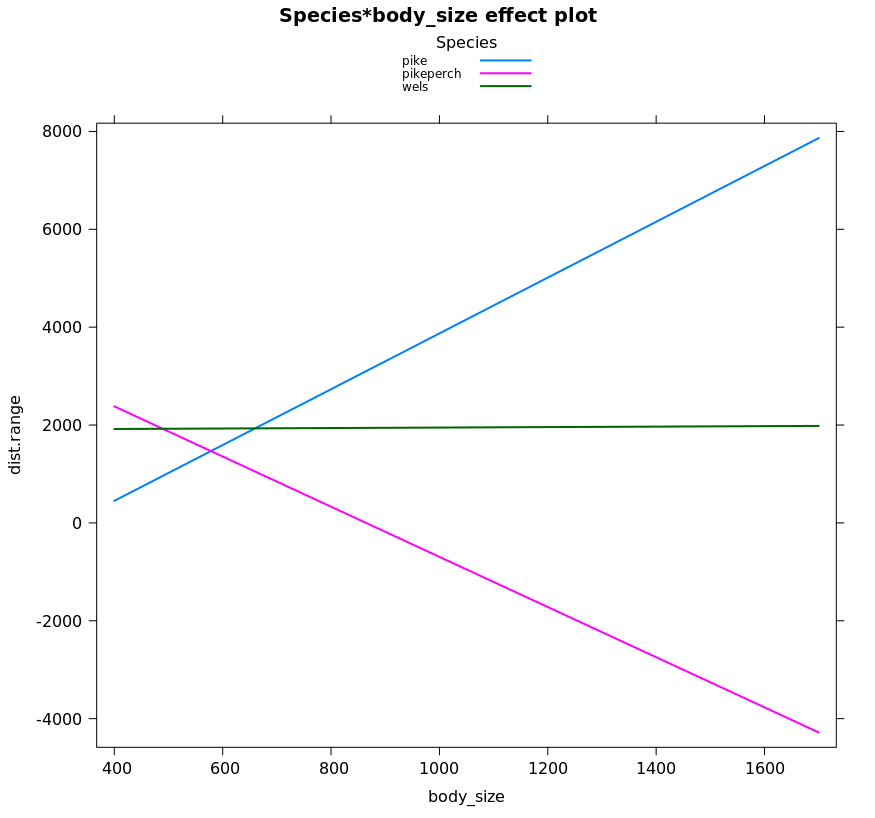 Species*body_size effect plot
Species
pike
pikeperch
wels
8000
6000
4000
2000
0
-2000
-4000
dist.range
400 600 800 1000 1200 1400 1600
body_size